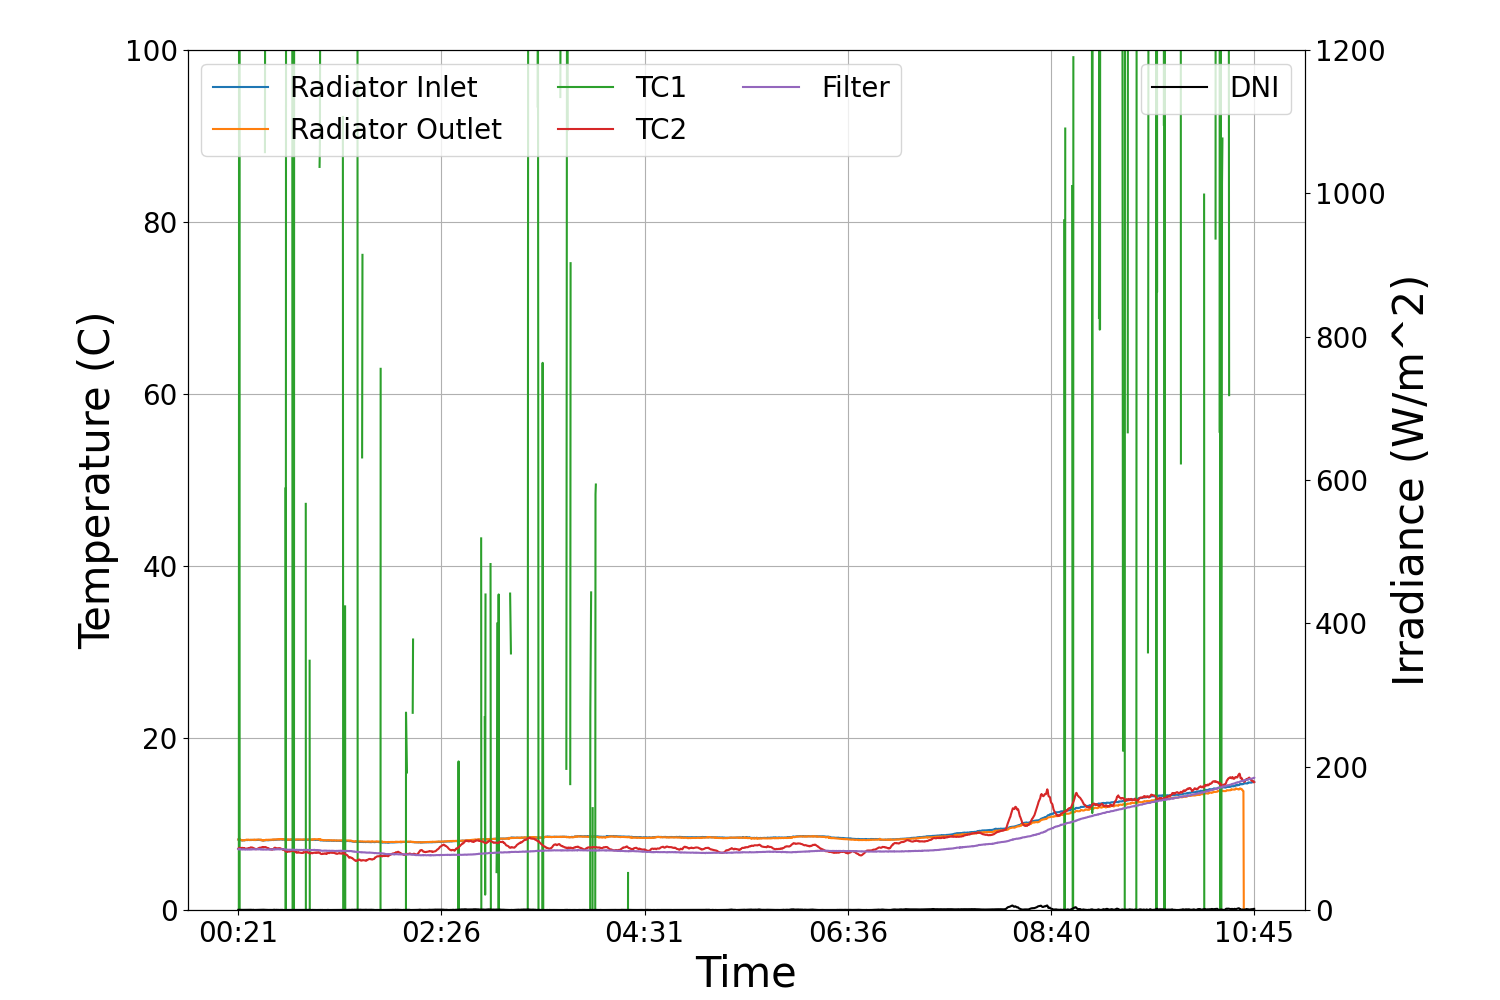 100
80
60
40
20
0
Temperature (C)
Radiator Inlet
Radiator Outlet
TC1
TC2
Filter
DNI
1200
1000
800
600
400
200
0
Irradiance (W/m^2)
00:21 02:26 04:31 06:36 08:40 10:45
Time